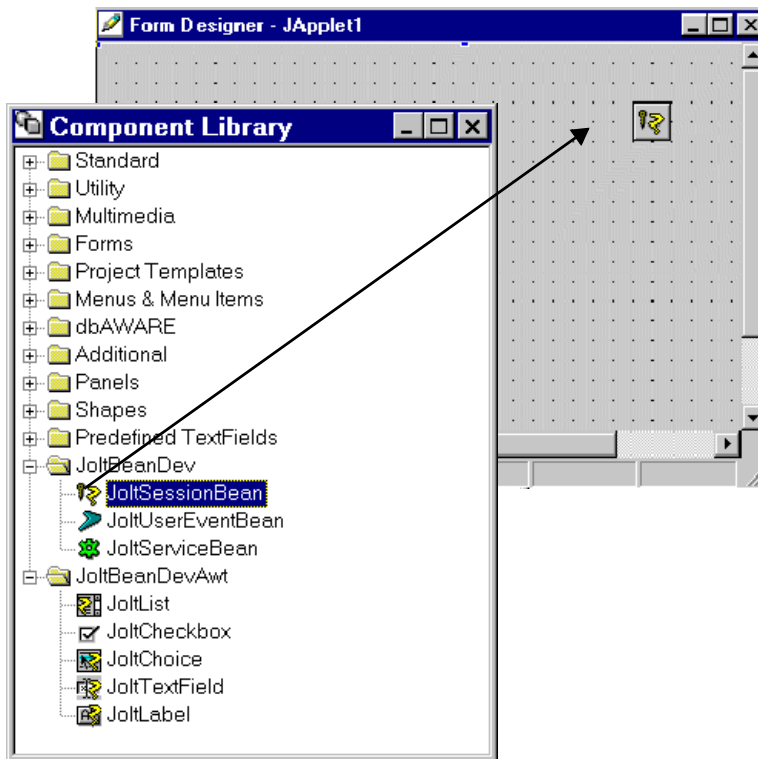 Form Designer - JApplet1
Component Library
Standard
Utility
Multimedia
Forms
Project Templates
Menus & Menu Items
dbAWARE
Additional
Panels
Shapes
Predefined TextFields
JoltBeanDev
JoltSessionBean
JoltUserEventBean
JoltServiceBean
JoltBeanDevAwt
JoltList
JoltCheckbox
JoltChoice
JoltTextField
JoltLabel